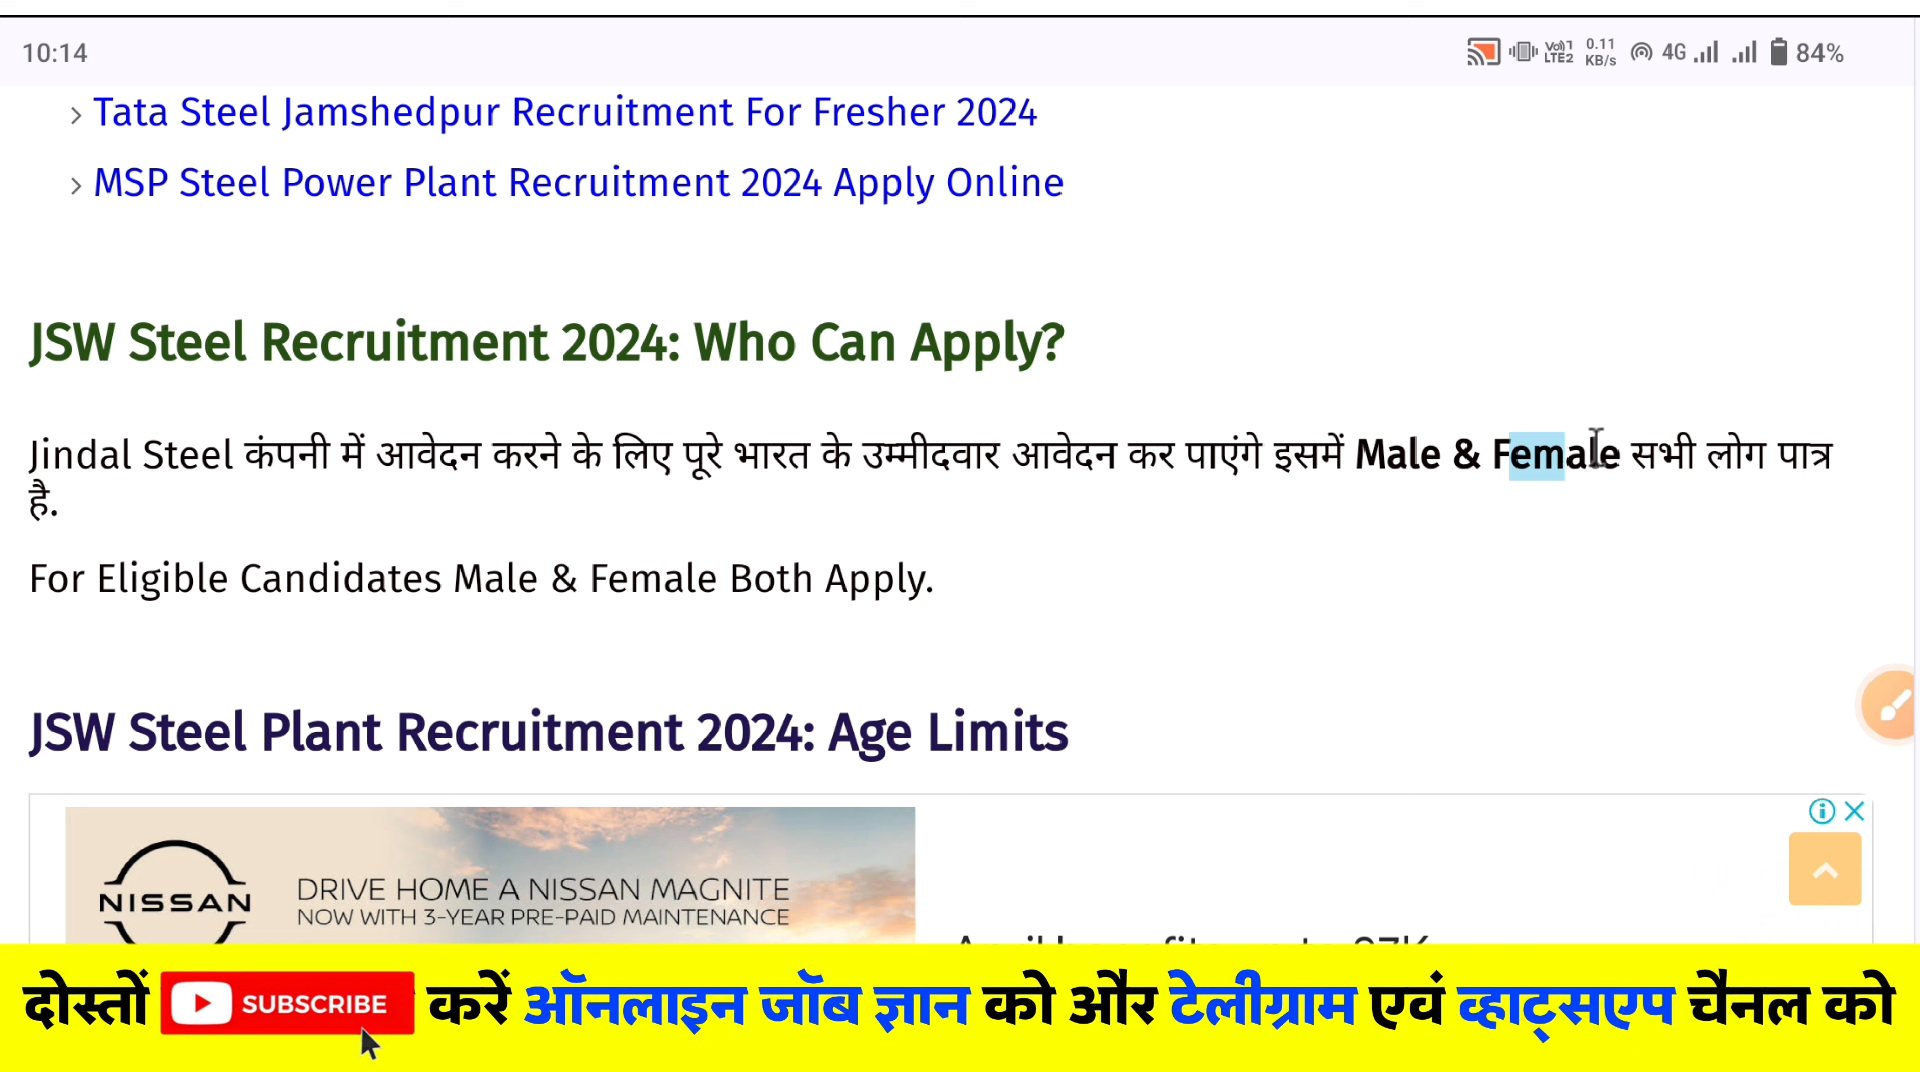 10:14
Vo)) 1 LTE2 0.11 KB/s 4G 84%
Tata Steel Jamshedpur Recruitment For Fresher 2024
MSP Steel Power Plant Recruitment 2024 Apply Online
JSW Steel Recruitment 2024: Who Can Apply?
Jindal Steel कंपनी में आवेदन करने के लिए पूरे भारत के उम्मीदवार आवेदन कर पाएंगे इसमें Male & Female सभी लोग पात्र
है.
For Eligible Candidates Male & Female Both Apply.
JSW Steel Plant Recruitment 2024: Age Limits
NISSAN
DRIVE HOME A NISSAN MAGNITE
NOW WITH 3-YEAR PRE-PAID MAINTENANCE
दोस्तों SUBSCRIBE करें ऑनलाइन जॉब ज्ञान को और टेलीग्राम एवं व्हाट्सएप चैनल को